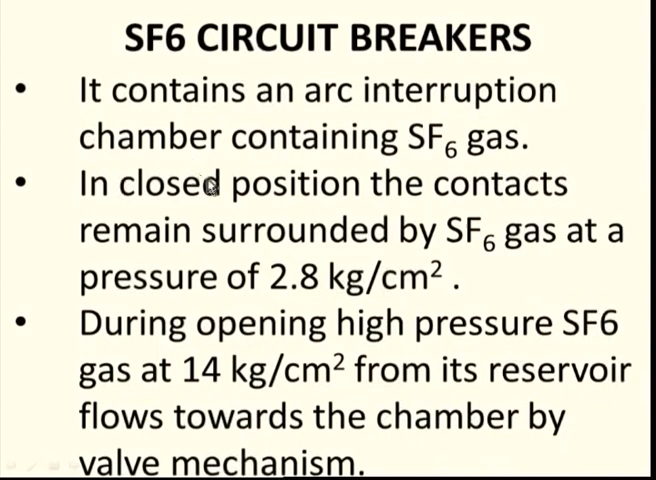 SF6 CIRCUIT BREAKERS
• It contains an arc interruption
chamber containing SF₆ gas.
• In closed position the contacts
remain surrounded by SF₆ gas at a
pressure of 2.8 kg/cm² .
• During opening high pressure SF6
gas at 14 kg/cm² from its reservoir
flows towards the chamber by
valve mechanism.